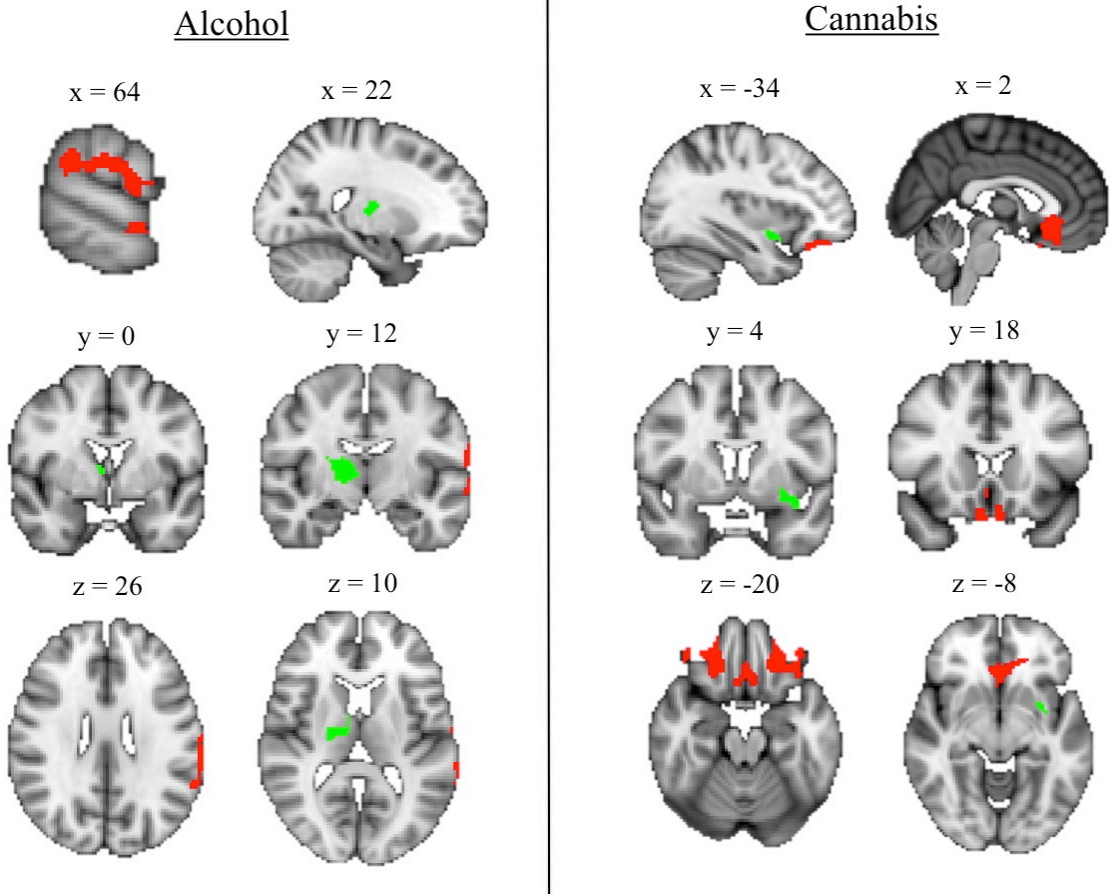 Alcohol
Cannabis
x = 64
x = 22
x = -34
x = 2
y = 0
y = 12
y = 4
y = 18
z = 26
z = 10
z = -20
z = -8